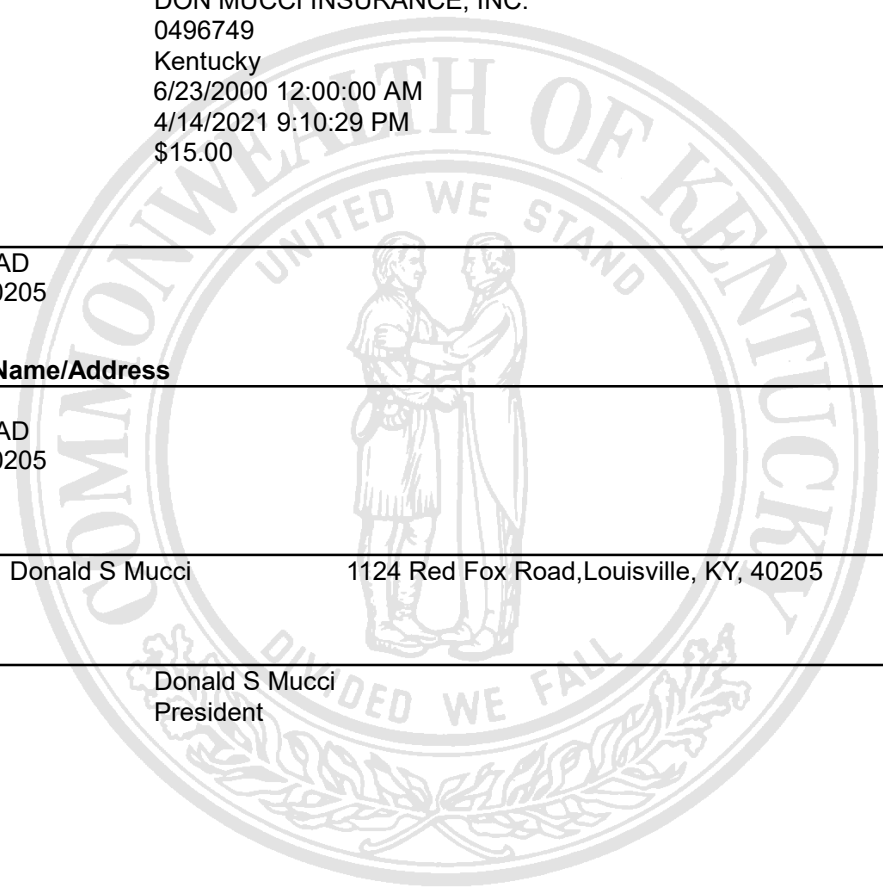 DON MUCCI INSURANCE, INC.
0496749
Kentucky
6/23/2000 12:00:00 AM
4/14/2021 9:10:29 PM
$15.00
AD
0205
Name/Address
AD
0205
Donald S Mucci 1124 Red Fox Road,Louisville, KY, 40205
Donald S Mucci
President
COMMONWEALTH OF KENTUCKY
UNITED WE STAND
DIVIDED WE FALL